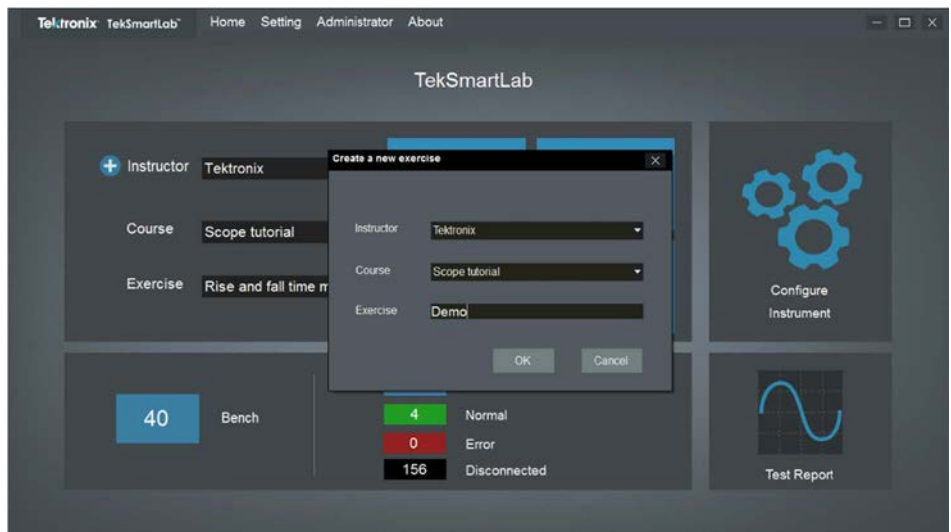 Tektronix TekSmartLab™ Home Setting Administrator About
TekSmartLab
Instructor Tektronix
Course Scope tutorial
Exercise Rise and fall time m
Create a new exercise
Instructor Tektronix
Course Scope tutorial
Exercise Demo
OK Cancel
Configure
Instrument
40 Bench
4 Normal
0 Error
156 Disconnected
Test Report